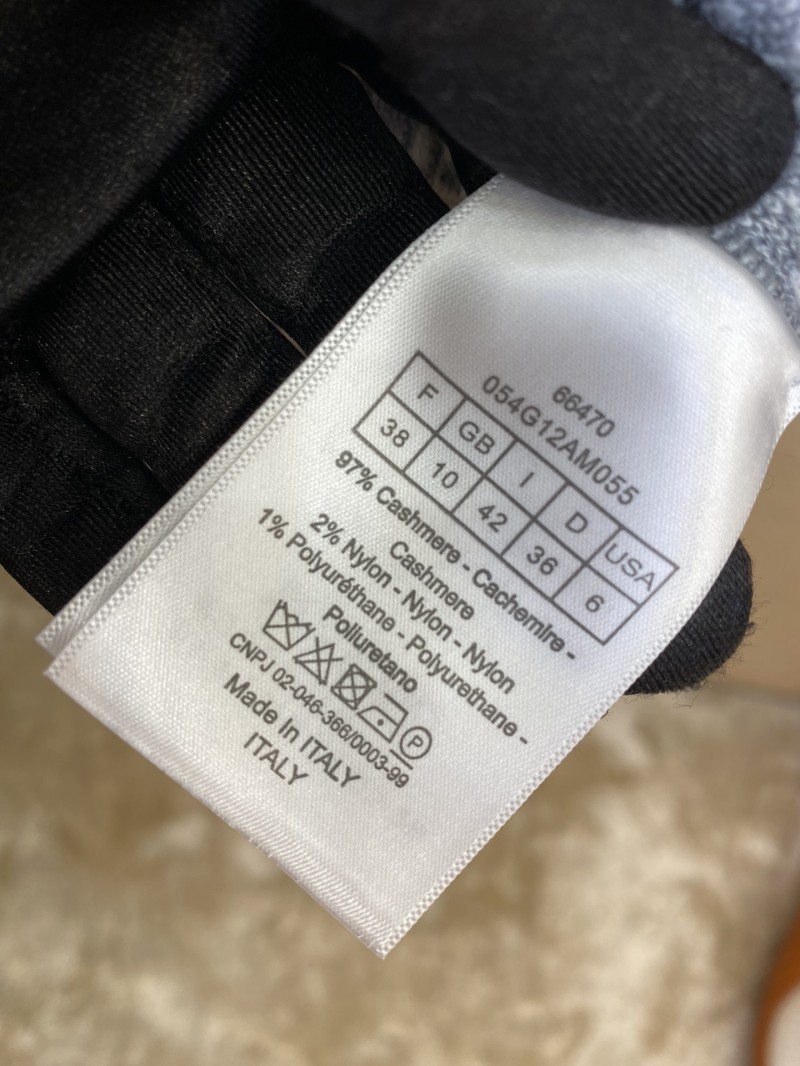 66470
054G12AM055
F GB I D USA
38 10 42 36 6
97% Cashmere - Cachemire -
Cashmere
2% Nylon - Nylon - Nylon
1% Polyuréthane - Polyurethane -
Poliuretano
P
CNPJ 02-046-366/0003-99
Made In ITALY
ITALY